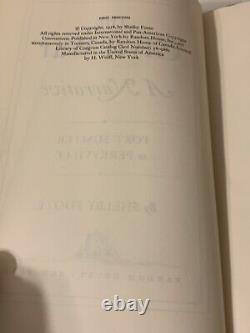 FIRST PRINTING
© Copyright, 1958, by Shelby Foote
All rights reserved under International and Pan-American Copyright
Conventions. Published in New York by Random House, Inc., and
simultaneously in Toronto, Canada, by Random House of Canada, Limited.
Library of Congress Catalog Card Number:
Manufactured in the United States of America
by H. Wolff, New York
A Narrative
FORT SUMTER
TO PERRYVILLE
By SHELBY FOOTE
RANDOM HOUSE
ebay